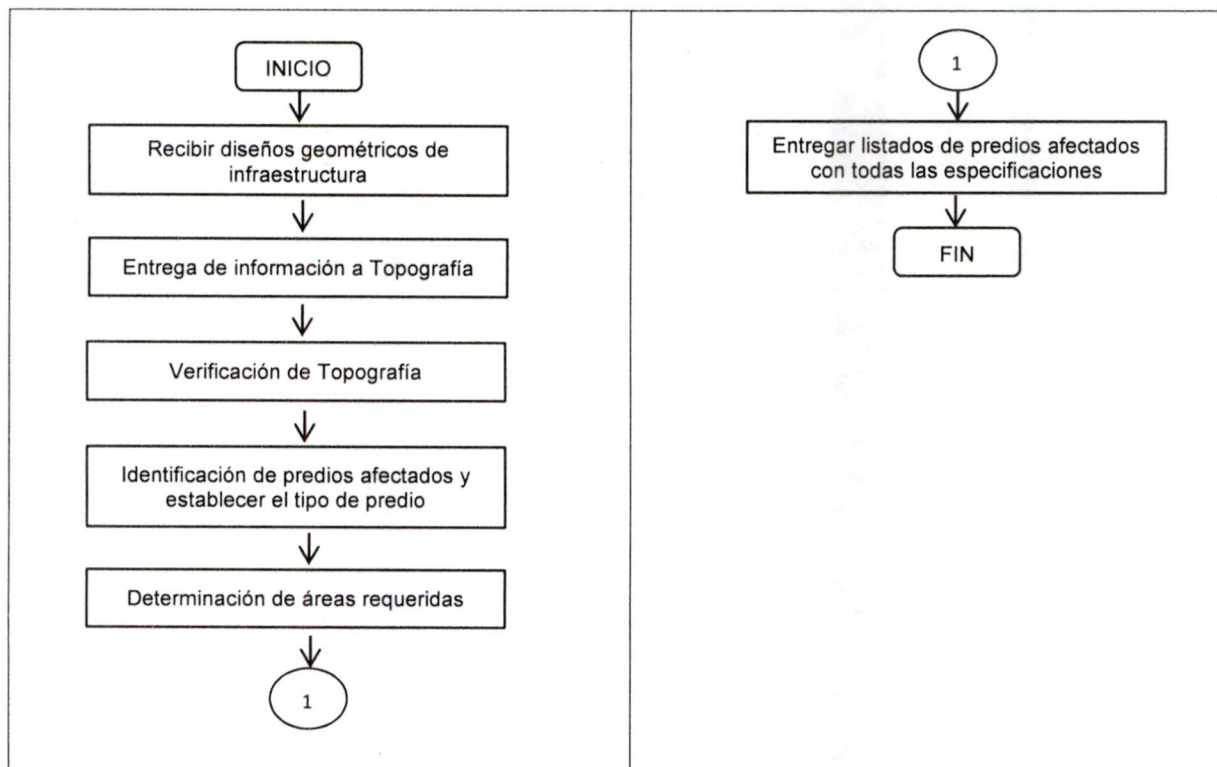 INICIO
Recibir diseños geométricos de
infraestructura
Entrega de información a Topografía
Verificación de Topografía
Identificación de predios afectados y
establecer el tipo de predio
Determinación de áreas requeridas
1
1
Entregar listados de predios afectados
con todas las especificaciones
FIN